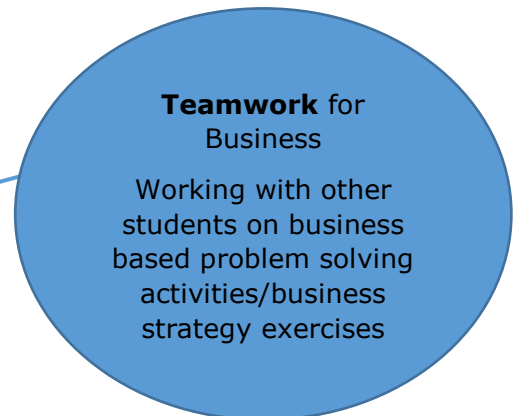 Teamwork for
Business
Working with other
students on business
based problem solving
activities/business
strategy exercises